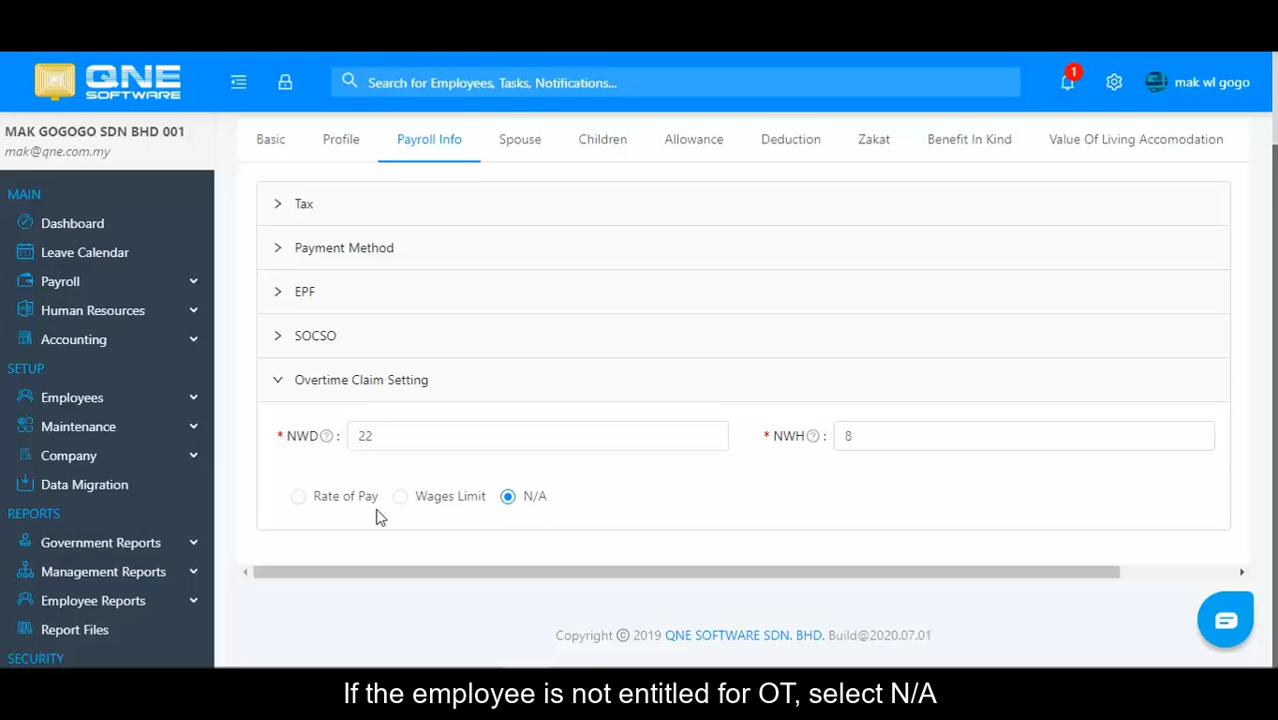 QNE
SOFTWARE
Search for Employees, Tasks, Notifications...
1
mak wl gogo
MAK GOGOGO SDN BHD 001
mak@qne.com.my
Basic
Profile
Payroll Info
Spouse
Children
Allowance
Deduction
Zakat
Benefit In Kind
Value Of Living Accomodation
MAIN
Dashboard
Leave Calendar
Payroll
Human Resources
Accounting
SETUP
Employees
Maintenance
Company
Data Migration
REPORTS
Government Reports
Management Reports
Employee Reports
Report Files
SECURITY
Tax
Payment Method
EPF
SOCSO
Overtime Claim Setting
* NWD ? : 22
* NWH ? : 8
Rate of Pay
Wages Limit
N/A
Copyright © 2019 QNE SOFTWARE SDN. BHD. Build@2020.07.01
If the employee is not entitled for OT, select N/A